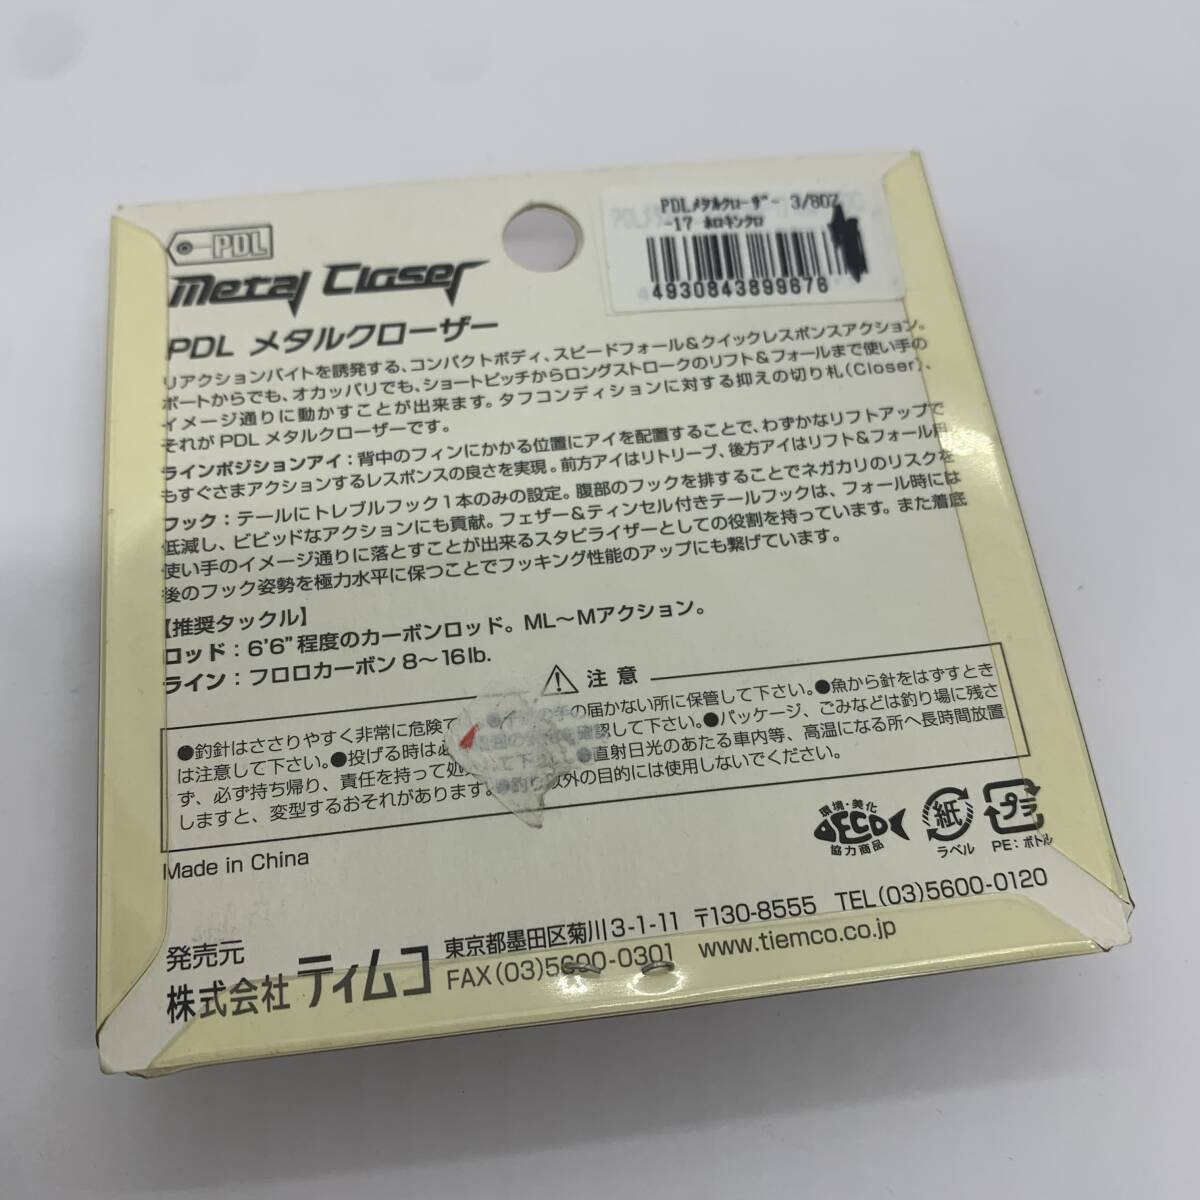 PDLメタルクローザー 3/8OZ
-17 ホロキンクロ
4930843899676
PDL
Metal Closer
PDL メタルクローザー
リアクションバイトを誘発する、コンパクトボディ、スピードフォール＆クイックレスポンスアクション。
ボートからでも、オカッパリでも、ショートピッチからロングストロークのリフト＆フォールまで使い手の
イメージ通りに動かすことが出来ます。タフコンディションに対する抑えの切り札(Closer)、
それがPDLメタルクローザーです。
ラインポジションアイ：背中のフィンにかかる位置にアイを配置することで、わずかなリフトアップで
もすぐさまアクションするレスポンスの良さを実現。前方アイはリトリーブ、後方アイはリフト＆フォール用。
フック：テールにトレブルフック1本のみの設定。腹部のフックを排することでネガカリのリスクを
低減し、ビビッドなアクションにも貢献。フェザー＆ティンセル付きテールフックは、フォール時には
使い手のイメージ通りに落とすことが出来るスタビライザーとしての役割を持っています。また着底
後のフック姿勢を極力水平に保つことでフッキング性能のアップにも繋げています。
【推奨タックル】
ロッド：6'6"程度のカーボンロッド。ML〜Mアクション。
ライン：フロロカーボン8〜16lb.
注意
●釣針はささりやすく非常に危険で 手の届かない所に保管して下さい。●魚から針をはずすとき
は注意して下さい。●投げる時は必 周囲の 確認して下さい。●パッケージ、ごみなどは釣り場に残さ
ず、必ず持ち帰り、責任を持って処 下さい。●直射日光のあたる車内等、高温になる所へ長時間放置
しますと、変型するおそれがあります。●釣り以外の目的には使用しないでください。
環境・美化
ECO
協力商品
紙
ラベル
プラ
PE：ボトル
Made in China
発売元
株式会社 ティムコ
東京都墨田区菊川3-1-11 〒130-8555 TEL(03)5600-0120
FAX(03)5600-0301 www.tiemco.co.jp